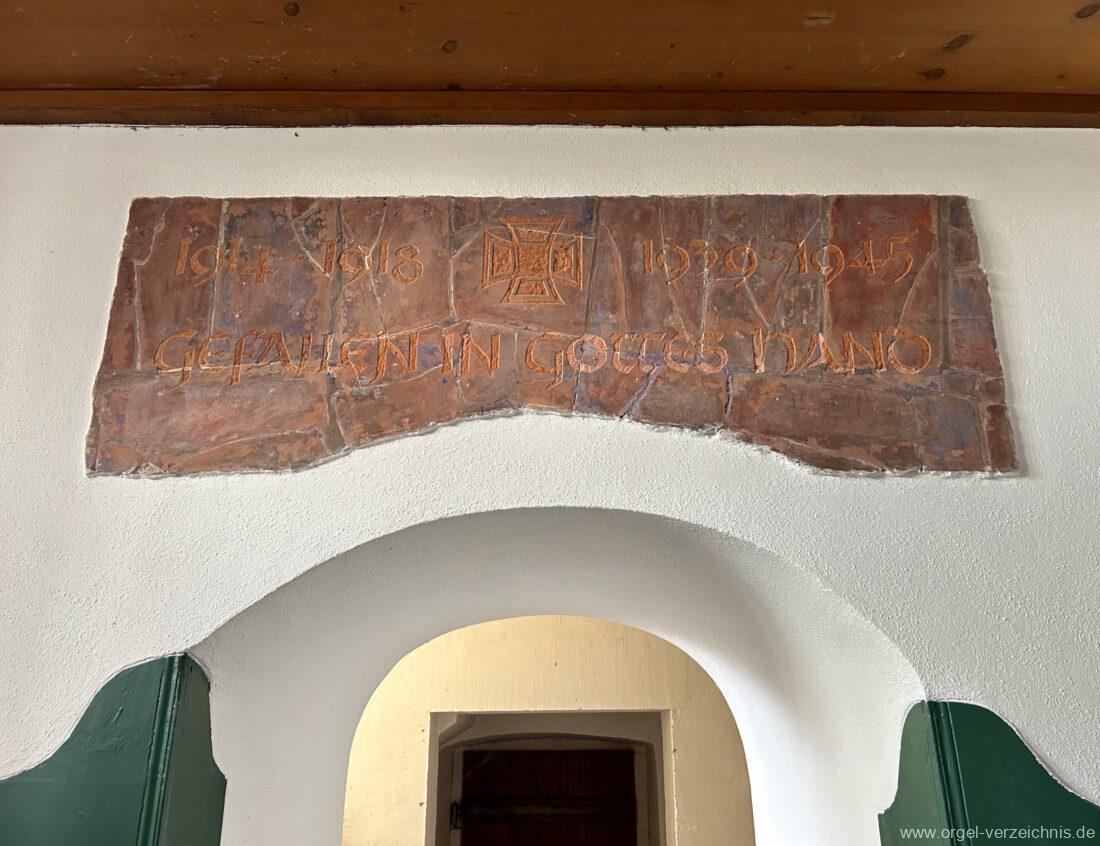 1914 - 1918 1939 - 1945
GEFALLEN IN GOTTES HAND
www.orgel-verzeichnis.de